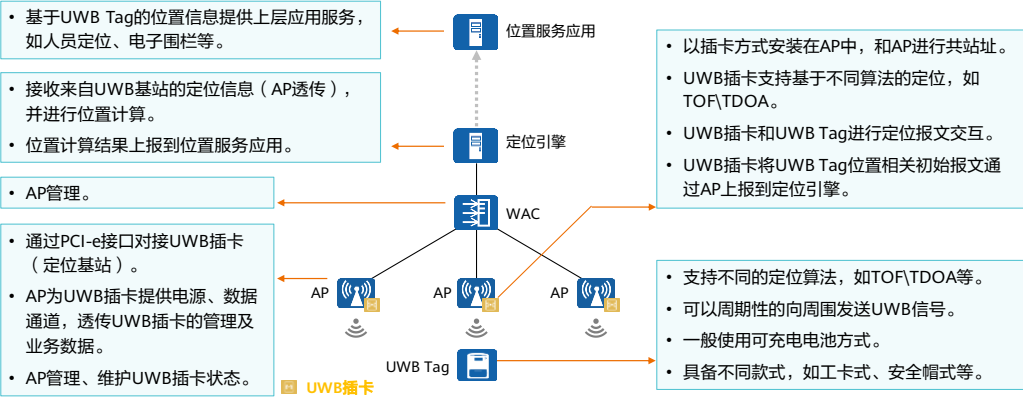 • 基于UWB Tag的位置信息提供上层应用服务，
如人员定位、电子围栏等。
• 接收来自UWB基站的定位信息（AP透传），
并进行位置计算。
• 位置计算结果上报到位置服务应用。
• AP管理。
• 通过PCI-e接口对接UWB插卡
（定位基站）。
• AP为UWB插卡提供电源、数据
通道，透传UWB插卡的管理及
业务数据。
• AP管理、维护UWB插卡状态。
位置服务应用
定位引擎
WAC
AP
AP
AP
UWB Tag
UWB插卡
• 以插卡方式安装在AP中，和AP进行共站址。
• UWB插卡支持基于不同算法的定位，如
TOF\TDOA。
• UWB插卡和UWB Tag进行定位报文交互。
• UWB插卡将UWB Tag位置相关初始报文通
过AP上报到定位引擎。
• 支持不同的定位算法，如TOF\TDOA等。
• 可以周期性的向周围发送UWB信号。
• 一般使用可充电电池方式。
• 具备不同款式，如工卡式、安全帽式等。